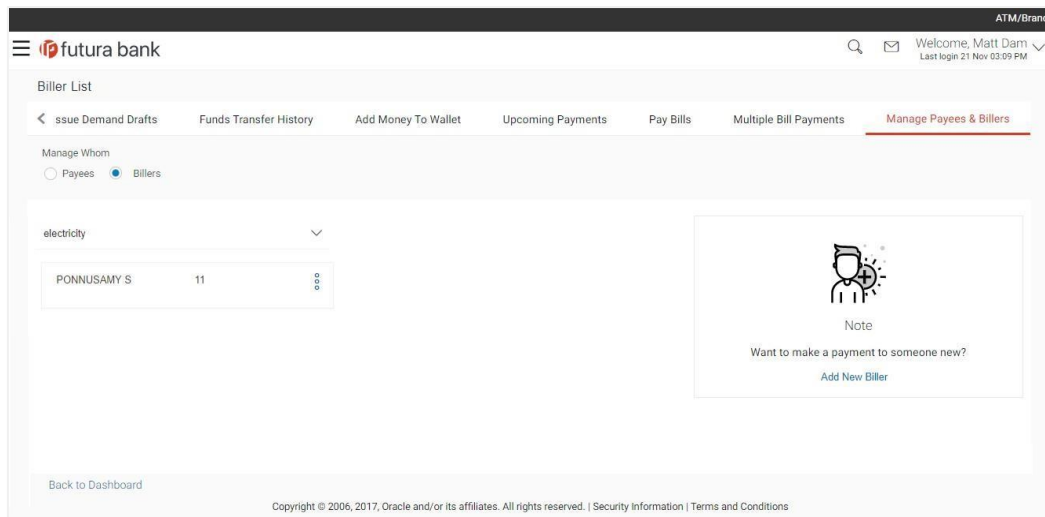 ATM/Branc
futura bank
Welcome, Matt Dam
Last login 21 Nov 03:09 PM
Biller List
ssue Demand Drafts Funds Transfer History Add Money To Wallet Upcoming Payments Pay Bills Multiple Bill Payments Manage Payees & Billers
Manage Whom
Payees Billers
electricity
PONNUSAMY S 11
Note
Want to make a payment to someone new?
Add New Biller
Back to Dashboard
Copyright © 2006, 2017, Oracle and/or its affiliates. All rights reserved. | Security Information | Terms and Conditions